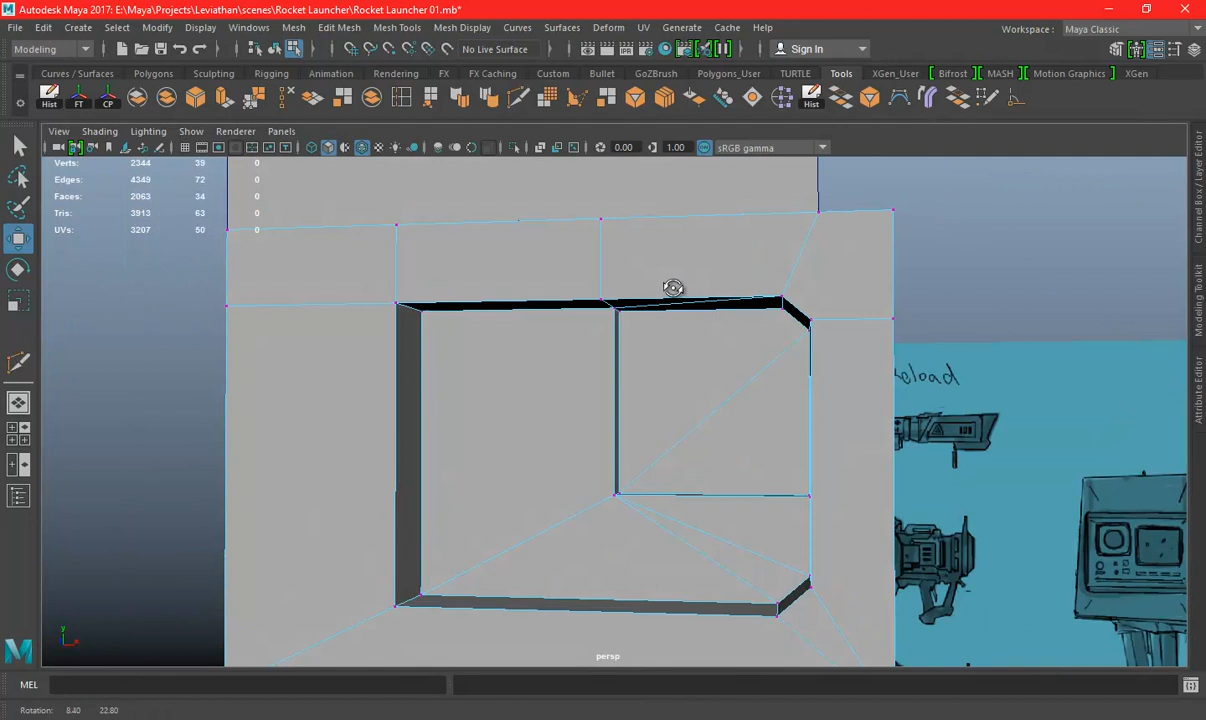 Autodesk Maya 2017: E:\Maya\Projects\Leviathan\scenes\Rocket Launcher\Rocket Launcher 01.mb*
File Edit Create Select Modify Display Windows Mesh Edit Mesh Mesh Tools Mesh Display Curves Surfaces Deform UV Generate Cache Help Workspace : Maya Classic
Modeling No Live Surface Sign In
Curves / Surfaces Polygons Sculpting Rigging Animation Rendering FX FX Caching Custom Bullet GoZBrush Polygons_User TURTLE Tools XGen_User Bifrost MASH Motion Graphics XGen
Hist FT CP Hist
View Shading Lighting Show Renderer Panels
0.00 1.00 sRGB gamma
Verts: 2344 39 0
Edges: 4349 72 0
Faces: 2063 34 0
Tris: 3913 63 0
UVs: 3207 50 0
Channel Box / Layer Editor
Modeling Toolkit
Attribute Editor
y
x
persp
MEL
Rotation: 8.40 22.80